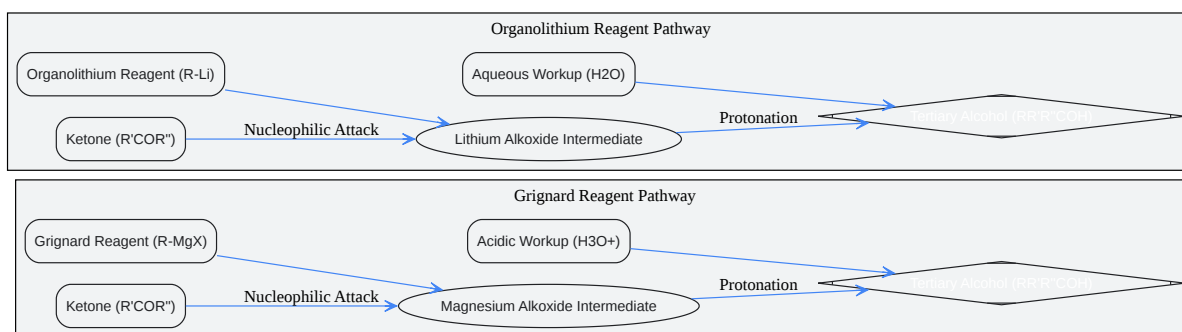 Organolithium Reagent Pathway
Organolithium Reagent (R-Li)
Aqueous Workup (H2O)
Ketone (R'COR")
Nucleophilic Attack
Lithium Alkoxide Intermediate
Protonation
Tertiary Alcohol (RR'R"COH)
Grignard Reagent Pathway
Grignard Reagent (R-MgX)
Acidic Workup (H3O+)
Ketone (R'COR")
Nucleophilic Attack
Magnesium Alkoxide Intermediate
Protonation
Tertiary Alcohol (RR'R"COH)